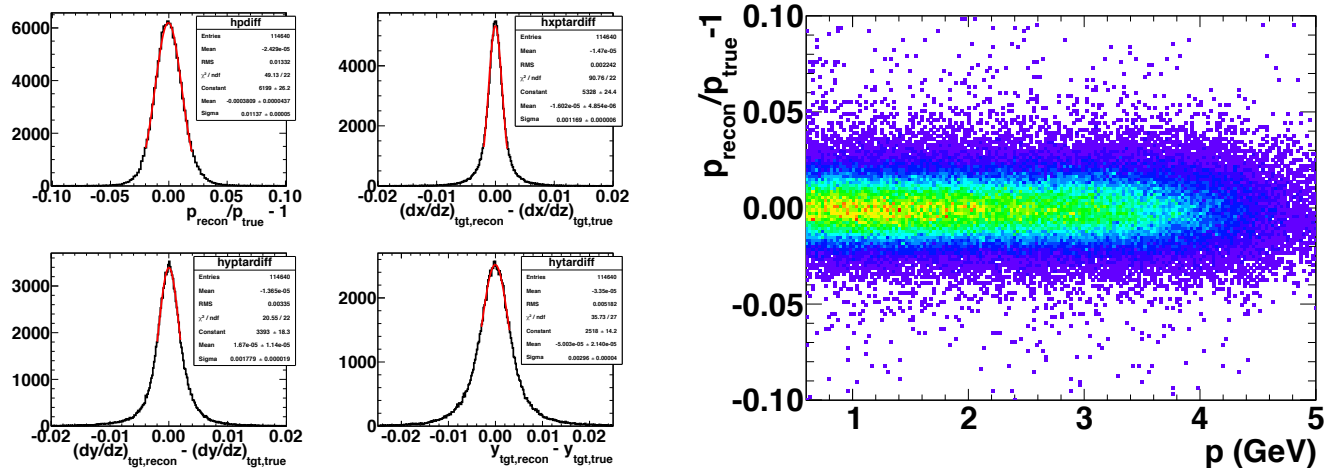 hpdiff
Entries 114640
Mean -2.429e-05
RMS 0.01332
χ² / ndf 49.13 / 22
Constant 6199 ± 26.2
Mean -0.0003809 ± 0.0000437
Sigma 0.01137 ± 0.00005
6000
4000
2000
0
-0.10 -0.05 0.00 0.05 0.10
p_recon/p_true - 1
hxptardiff
Entries 114640
Mean -1.47e-05
RMS 0.002242
χ² / ndf 90.76 / 22
Constant 5328 ± 24.4
Mean -1.602e-05 ± 4.854e-06
Sigma 0.001169 ± 0.000006
4000
2000
0
-0.02 -0.01 0.00 0.01 0.02
(dx/dz)tgt,recon - (dx/dz)tgt,true
hyptardiff
Entries 114640
Mean -1.365e-05
RMS 0.00335
χ² / ndf 20.55 / 22
Constant 3393 ± 18.3
Mean 1.67e-05 ± 1.14e-05
Sigma 0.001779 ± 0.000019
3000
2000
1000
0
-0.02 -0.01 0.00 0.01 0.02
(dy/dz)tgt,recon - (dy/dz)tgt,true
hytardiff
Entries 114640
Mean -3.35e-05
RMS 0.005182
χ² / ndf 35.73 / 27
Constant 2518 ± 14.2
Mean -5.003e-05 ± 2.140e-05
Sigma 0.00296 ± 0.00004
2000
1000
0
-0.02 -0.01 0.00 0.01 0.02
ytgt,recon - ytgt,true
p_recon/p_true-1
0.10
0.05
0.00
-0.05
-0.10
1 2 3 4 5
p (GeV)